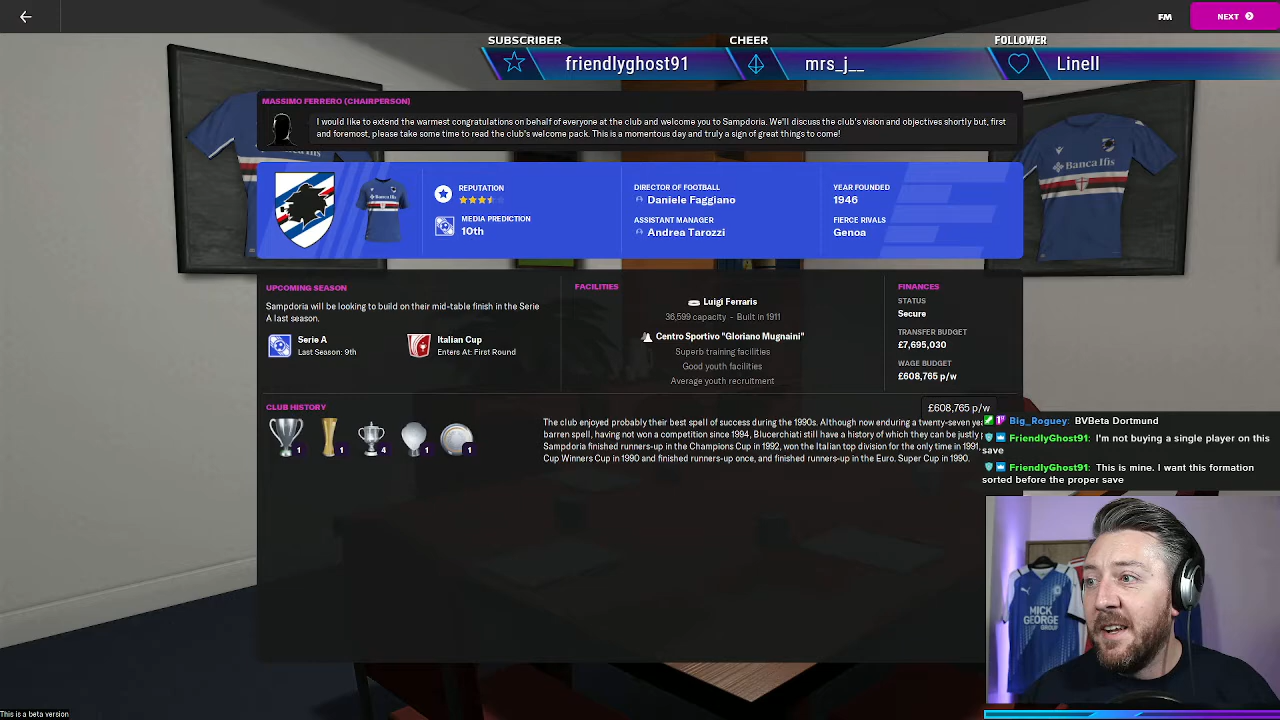 FM
NEXT
SUBSCRIBER
CHEER
FOLLOWER
friendlyghost91
mrs_j__
Linell
MASSIMO FERRERO (CHAIRPERSON)
I would like to extend the warmest congratulations on behalf of everyone at the club and welcome you to Sampdoria. We'll discuss the club's vision and objectives shortly but, first
and foremost, please take some time to read the club's welcome pack. This is a momentous day and truly a sign of great things to come!
Banca Ifis
REPUTATION
MEDIA PREDICTION
10th
DIRECTOR OF FOOTBALL
Daniele Faggiano
ASSISTANT MANAGER
Andrea Tarozzi
YEAR FOUNDED
1946
FIERCE RIVALS
Genoa
UPCOMING SEASON
Sampdoria will be looking to build on their mid-table finish in the Serie
A last season.
Serie A
Last Season: 9th
Italian Cup
Enters At: First Round
FACILITIES
Luigi Ferraris
36,599 capacity - Built in 1911
Centro Sportivo "Gloriano Mugnaini"
Superb training facilities
Good youth facilities
Average youth recruitment
FINANCES
STATUS
Secure
TRANSFER BUDGET
£7,695,030
WAGE BUDGET
£608,765 p/w
£608,765 p/w
CLUB HISTORY
1 1 4 1 1
The club enjoyed probably their best spell of success during the 1990s. Although now enduring a twenty-seven
barren spell, having not won a competition since 1994, Blucerchiati still have a history of which they can be justly
Sampdoria finished runners-up in the Champions Cup in 1992, won the Italian top division for the only time in 1991,
Cup Winners Cup in 1990 and finished runners-up once, and finished runners-up in the Euro. Super Cup in 1990.
Big_Roguey: BVBeta Dortmund
FriendlyGhost91: I'm not buying a single player on this
save
FriendlyGhost91: This is mine. I want this formation
sorted before the proper save
MICK
GEORGE
GROUP
This is a beta version